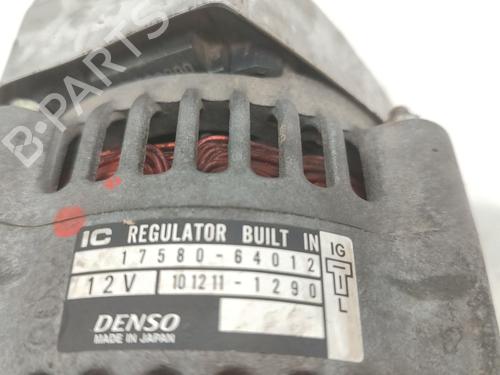 B-PARTS
IC REGULATOR BUILT IN
17580-64012
12V 101211-1290
DENSO
MADE IN JAPAN
IG
L